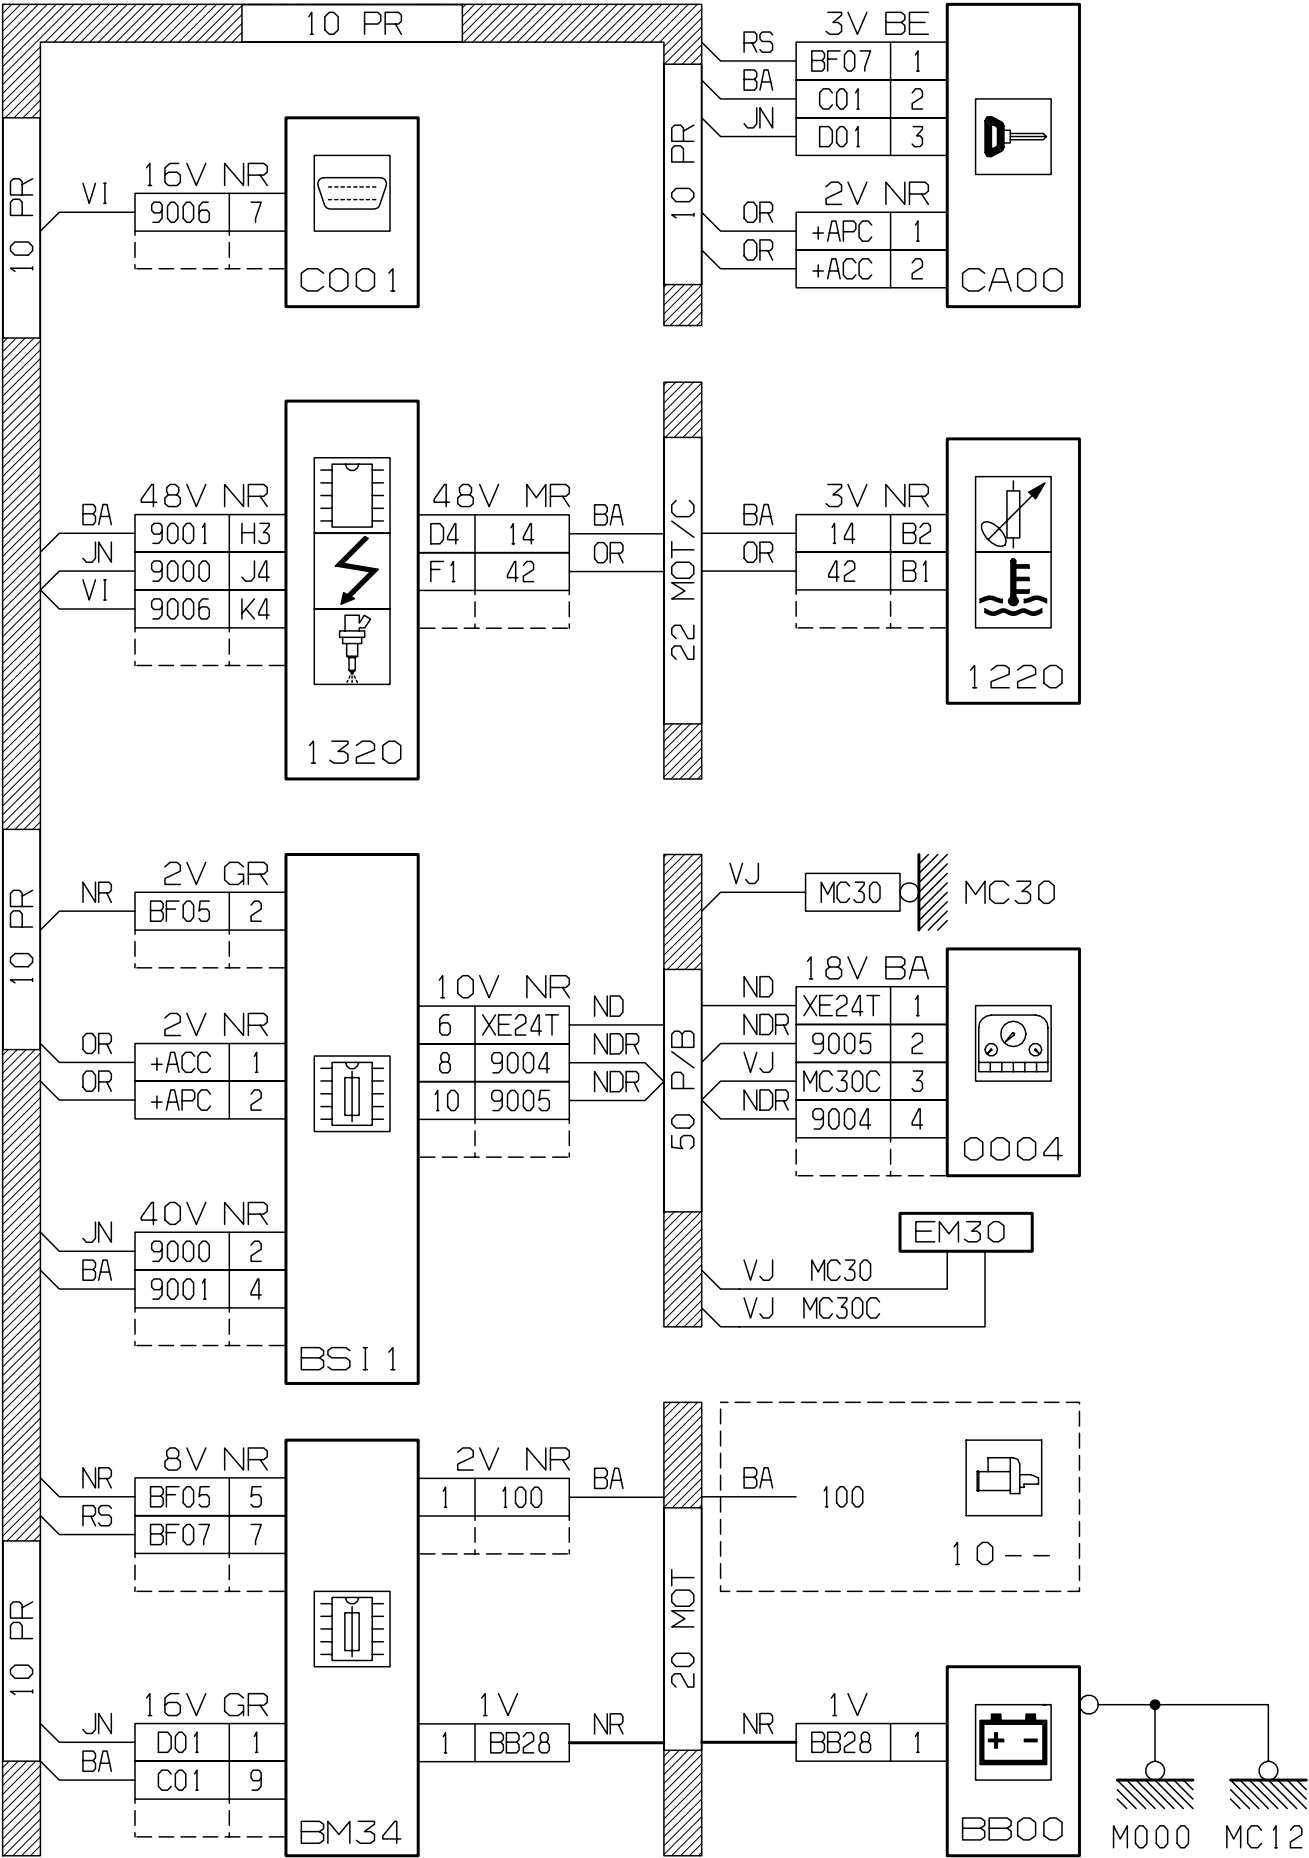 10 PR
3V BE
RS BF07 1
BA C01 2
JN D01 3
10 PR
2V NR
OR +APC 1
OR +ACC 2
CA00
10 PR
16V NR
VI 9006 7
C001
48V NR
BA 9001 H3
JN 9000 J4
VI 9006 K4
1320
48V MR
D4 14 BA
F1 42 OR
22 MOT/C
3V NR
BA 14 B2
OR 42 B1
1220
10 PR
2V GR
NR BF05 2
2V NR
OR +ACC 1
OR +APC 2
40V NR
JN 9000 2
BA 9001 4
BSI1
10V NR
6 XE24T ND
8 9004 NDR
10 9005 NDR
50 P/B
VJ MC30 MC30
18V BA
ND XE24T 1
NDR 9005 2
VJ MC30C 3
NDR 9004 4
0004
EM30
VJ MC30
VJ MC30C
8V NR
NR BF05 5
RS BF07 7
10 PR
16V GR
JN D01 1
BA C01 9
BM34
2V NR
1 100 BA
1V
1 BB28 NR
20 MOT
BA 100
10--
1V
NR BB28 1
+ -
BB00
M000 MC12